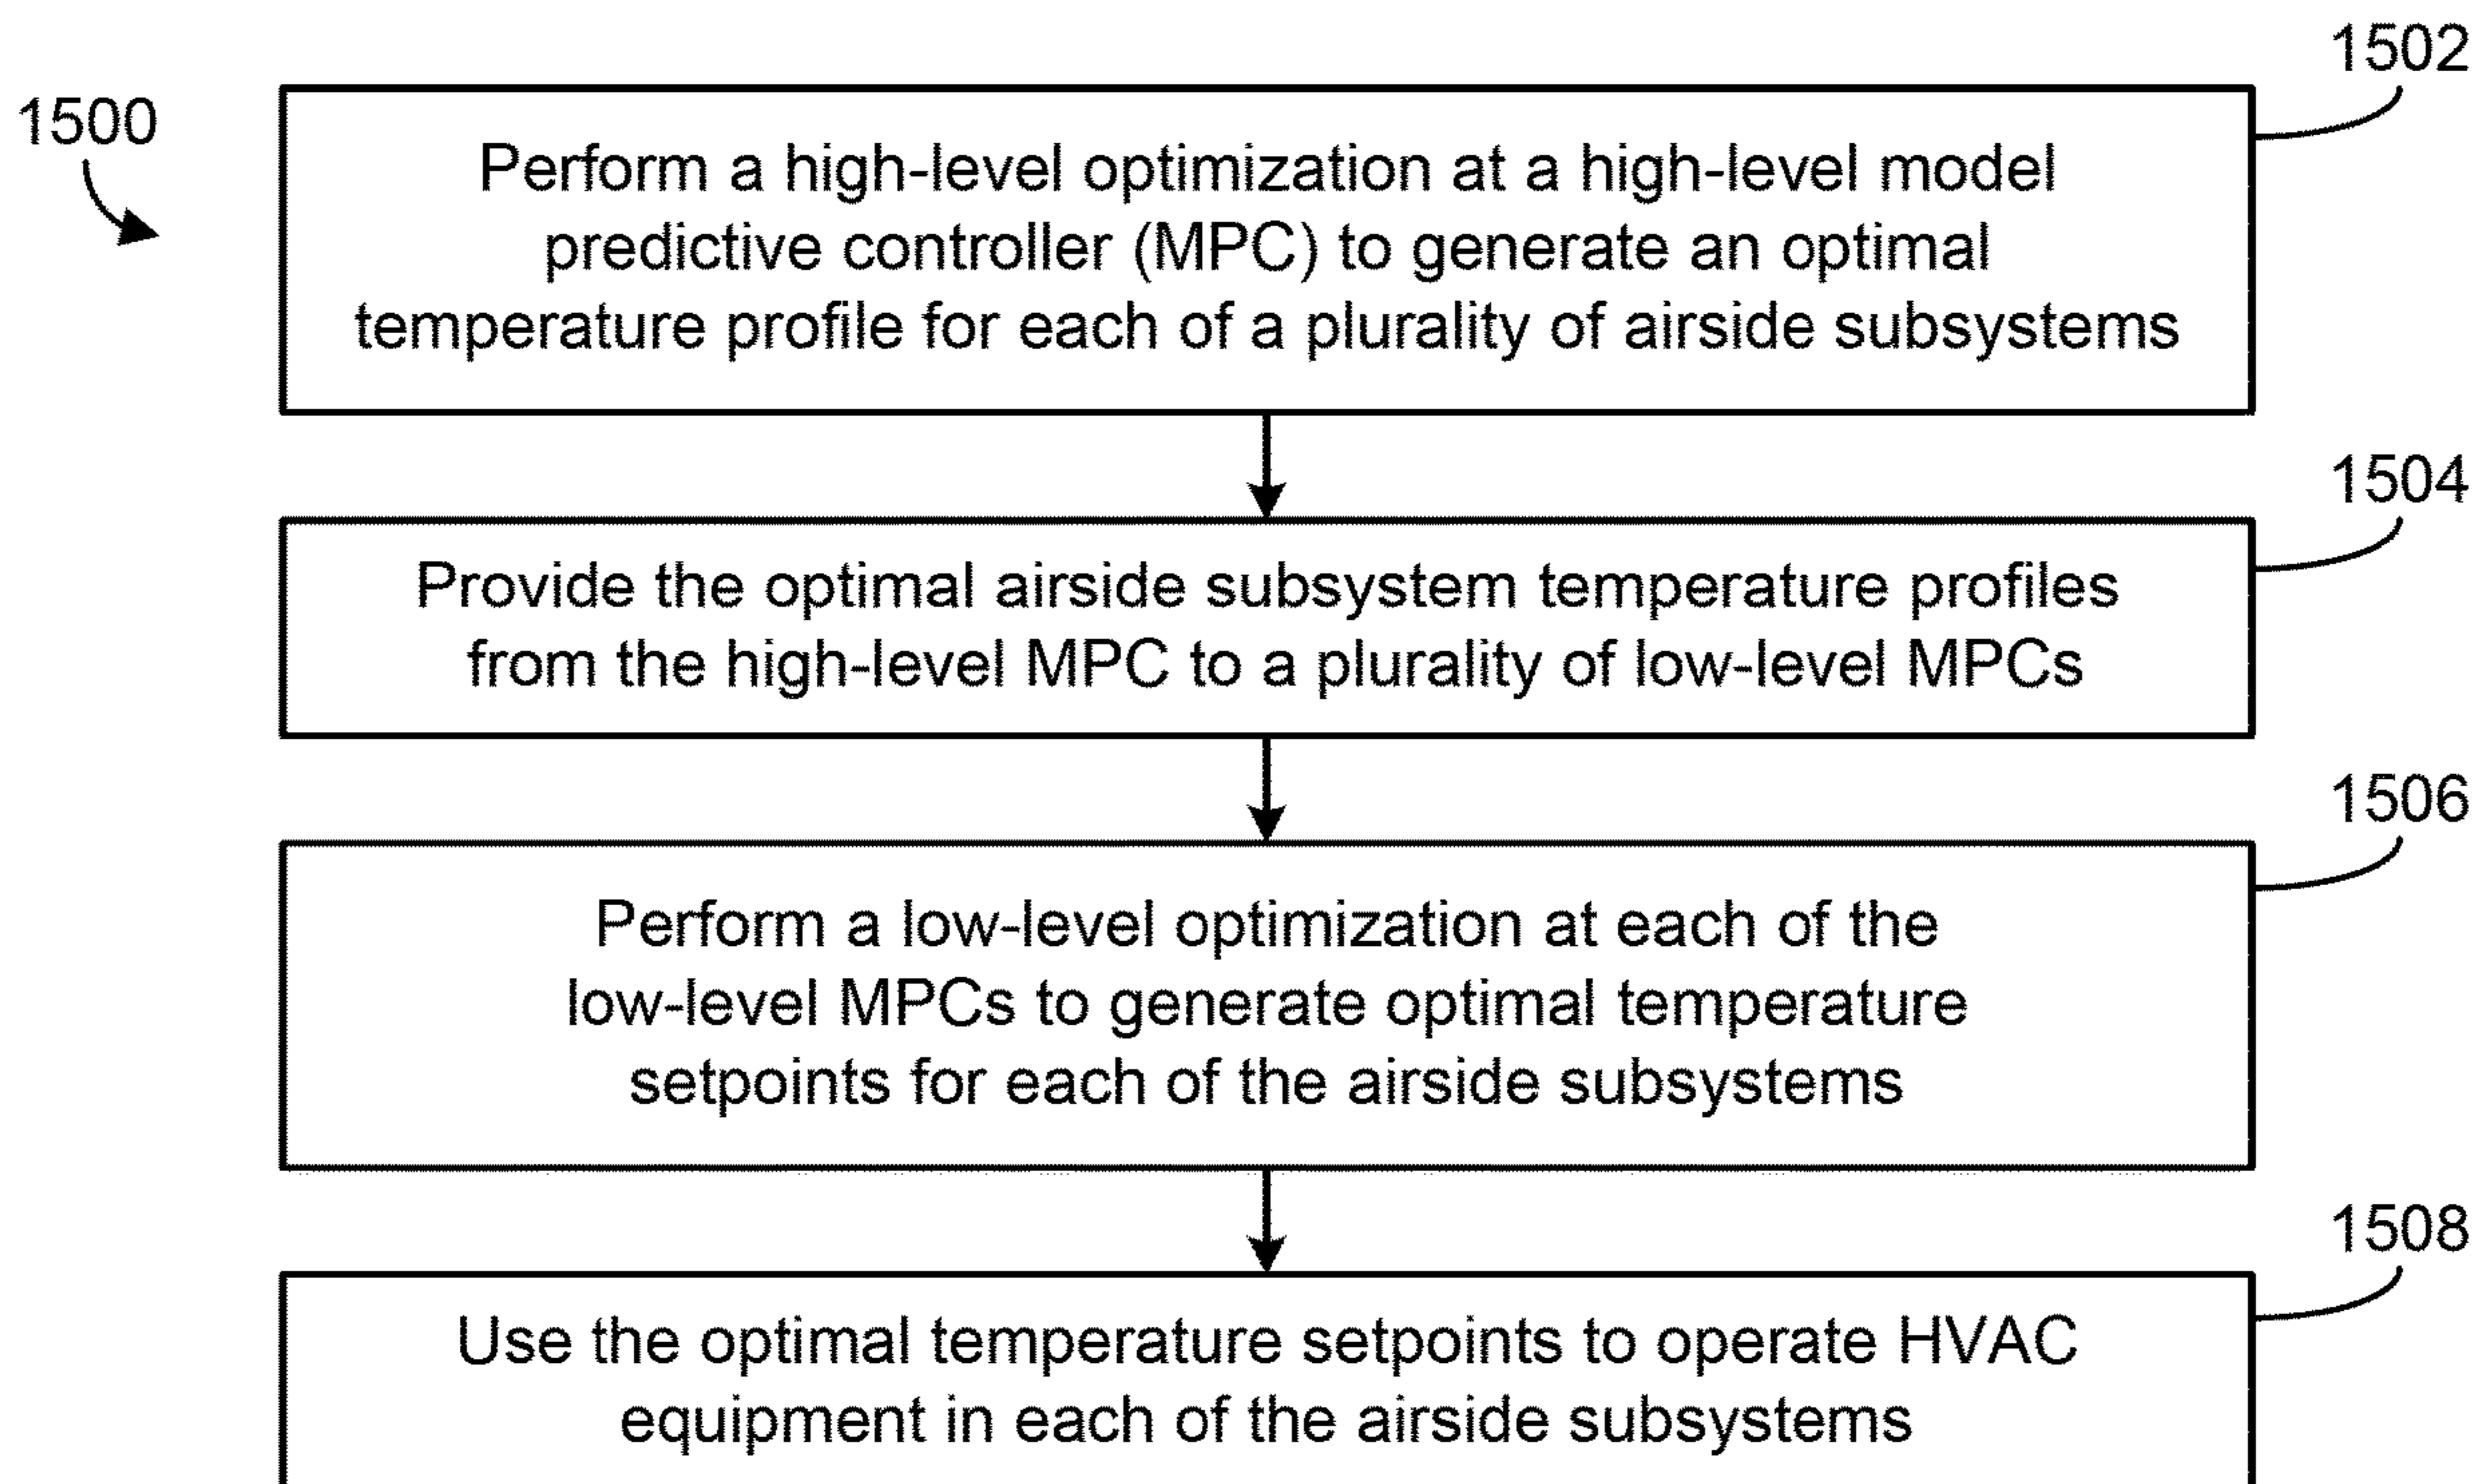 1500
1502
Perform a high-level optimization at a high-level model
predictive controller (MPC) to generate an optimal
temperature profile for each of a plurality of airside subsystems
1504
Provide the optimal airside subsystem temperature profiles
from the high-level MPC to a plurality of low-level MPCs
1506
Perform a low-level optimization at each of the
low-level MPCs to generate optimal temperature
setpoints for each of the airside subsystems
1508
Use the optimal temperature setpoints to operate HVAC
equipment in each of the airside subsystems